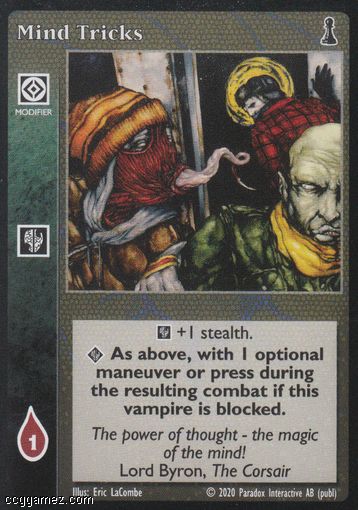 Mind Tricks
MODIFIER
+1 stealth.
As above, with 1 optional
maneuver or press during
the resulting combat if this
vampire is blocked.
The power of thought - the magic
of the mind!
Lord Byron, The Corsair
1
Illus: Eric LaCombe © 2020 Paradox Interactive AB (publ)
ccggamez.com